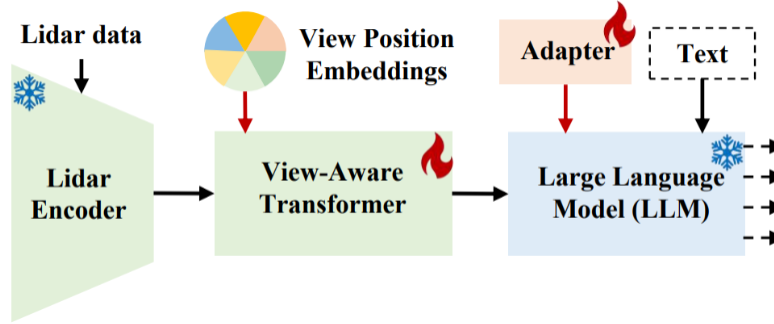 Lidar data
View Position
Embeddings
Adapter
Text
Lidar
Encoder
View-Aware
Transformer
Large Language
Model (LLM)